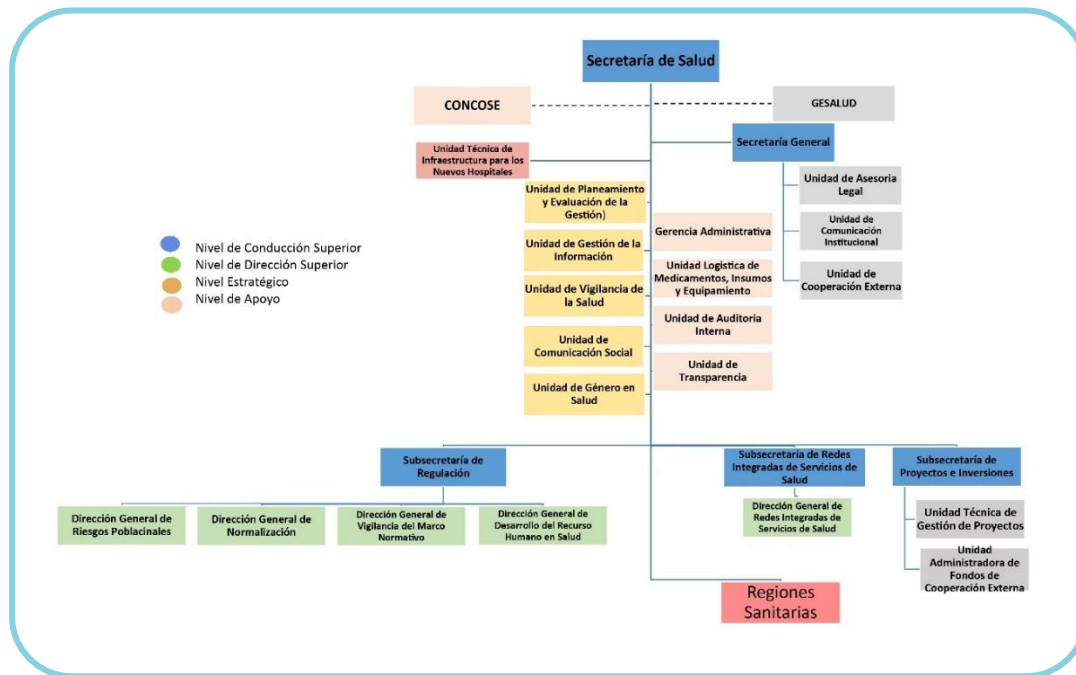 Secretaría de Salud
CONCOSE
GESALUD
Unidad Técnica de
Infraestructura para los
Nuevos Hospitales
Secretaría General
Unidad de Asesoria
Legal
Unidad de
Comunicación
Institucional
Unidad de
Cooperación Externa
Unidad de Planeamiento
y Evaluación de la
Gestión)
Unidad de Gestión de la
Información
Unidad de Vigilancia de
la Salud
Unidad de
Comunicación Social
Unidad de Género en
Salud
Gerencia Administrativa
Unidad Logistica de
Medicamentos, Insumos
y Equipamiento
Unidad de Auditoria
Interna
Unidad de
Transparencia
Nivel de Conducción Superior
Nivel de Dirección Superior
Nivel Estratégico
Nivel de Apoyo
Subsecretaría de
Regulación
Subsecretaría de Redes
Integradas de Servicios de
Salud
Subsecretaría de
Proyectos e Inversiones
Dirección General de
Riesgos Poblacinales
Dirección General de
Normalización
Dirección General de
Vigilancia del Marco
Normativo
Dirección General de
Desarrollo del Recurso
Humano en Salud
Dirección General de
Redes Integradas de
Servicios de Salud
Unidad Técnica de
Gestión de Proyectos
Unidad
Administradora de
Fondos de
Cooperación Externa
Regiones
Sanitarias